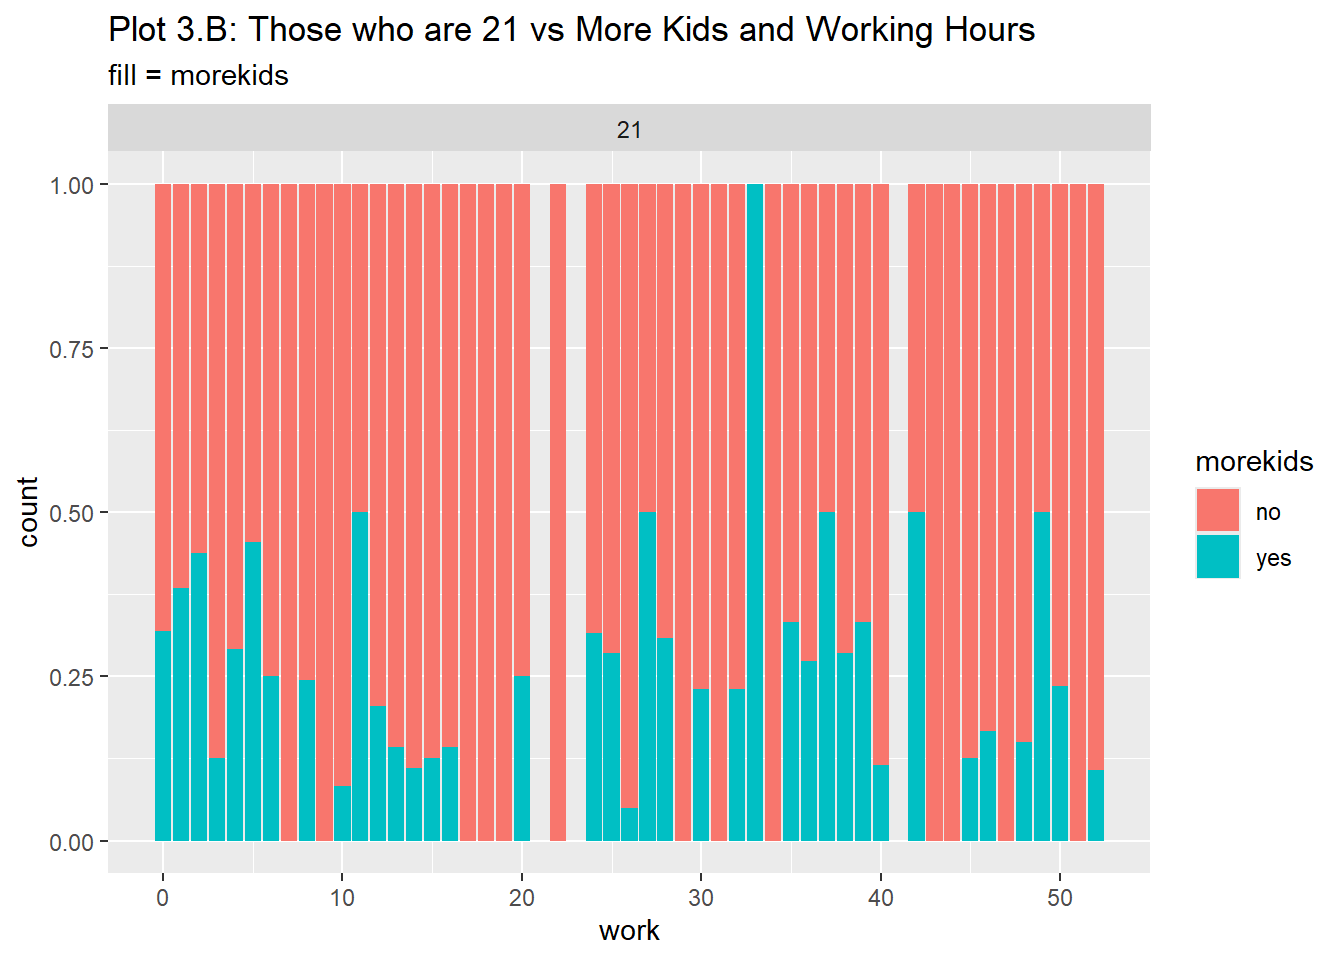 Plot 3.B: Those who are 21 vs More Kids and Working Hours
fill = morekids
21
1.00
0.75
0.50
0.25
0.00
count
0 10 20 30 40 50
work
morekids
no
yes